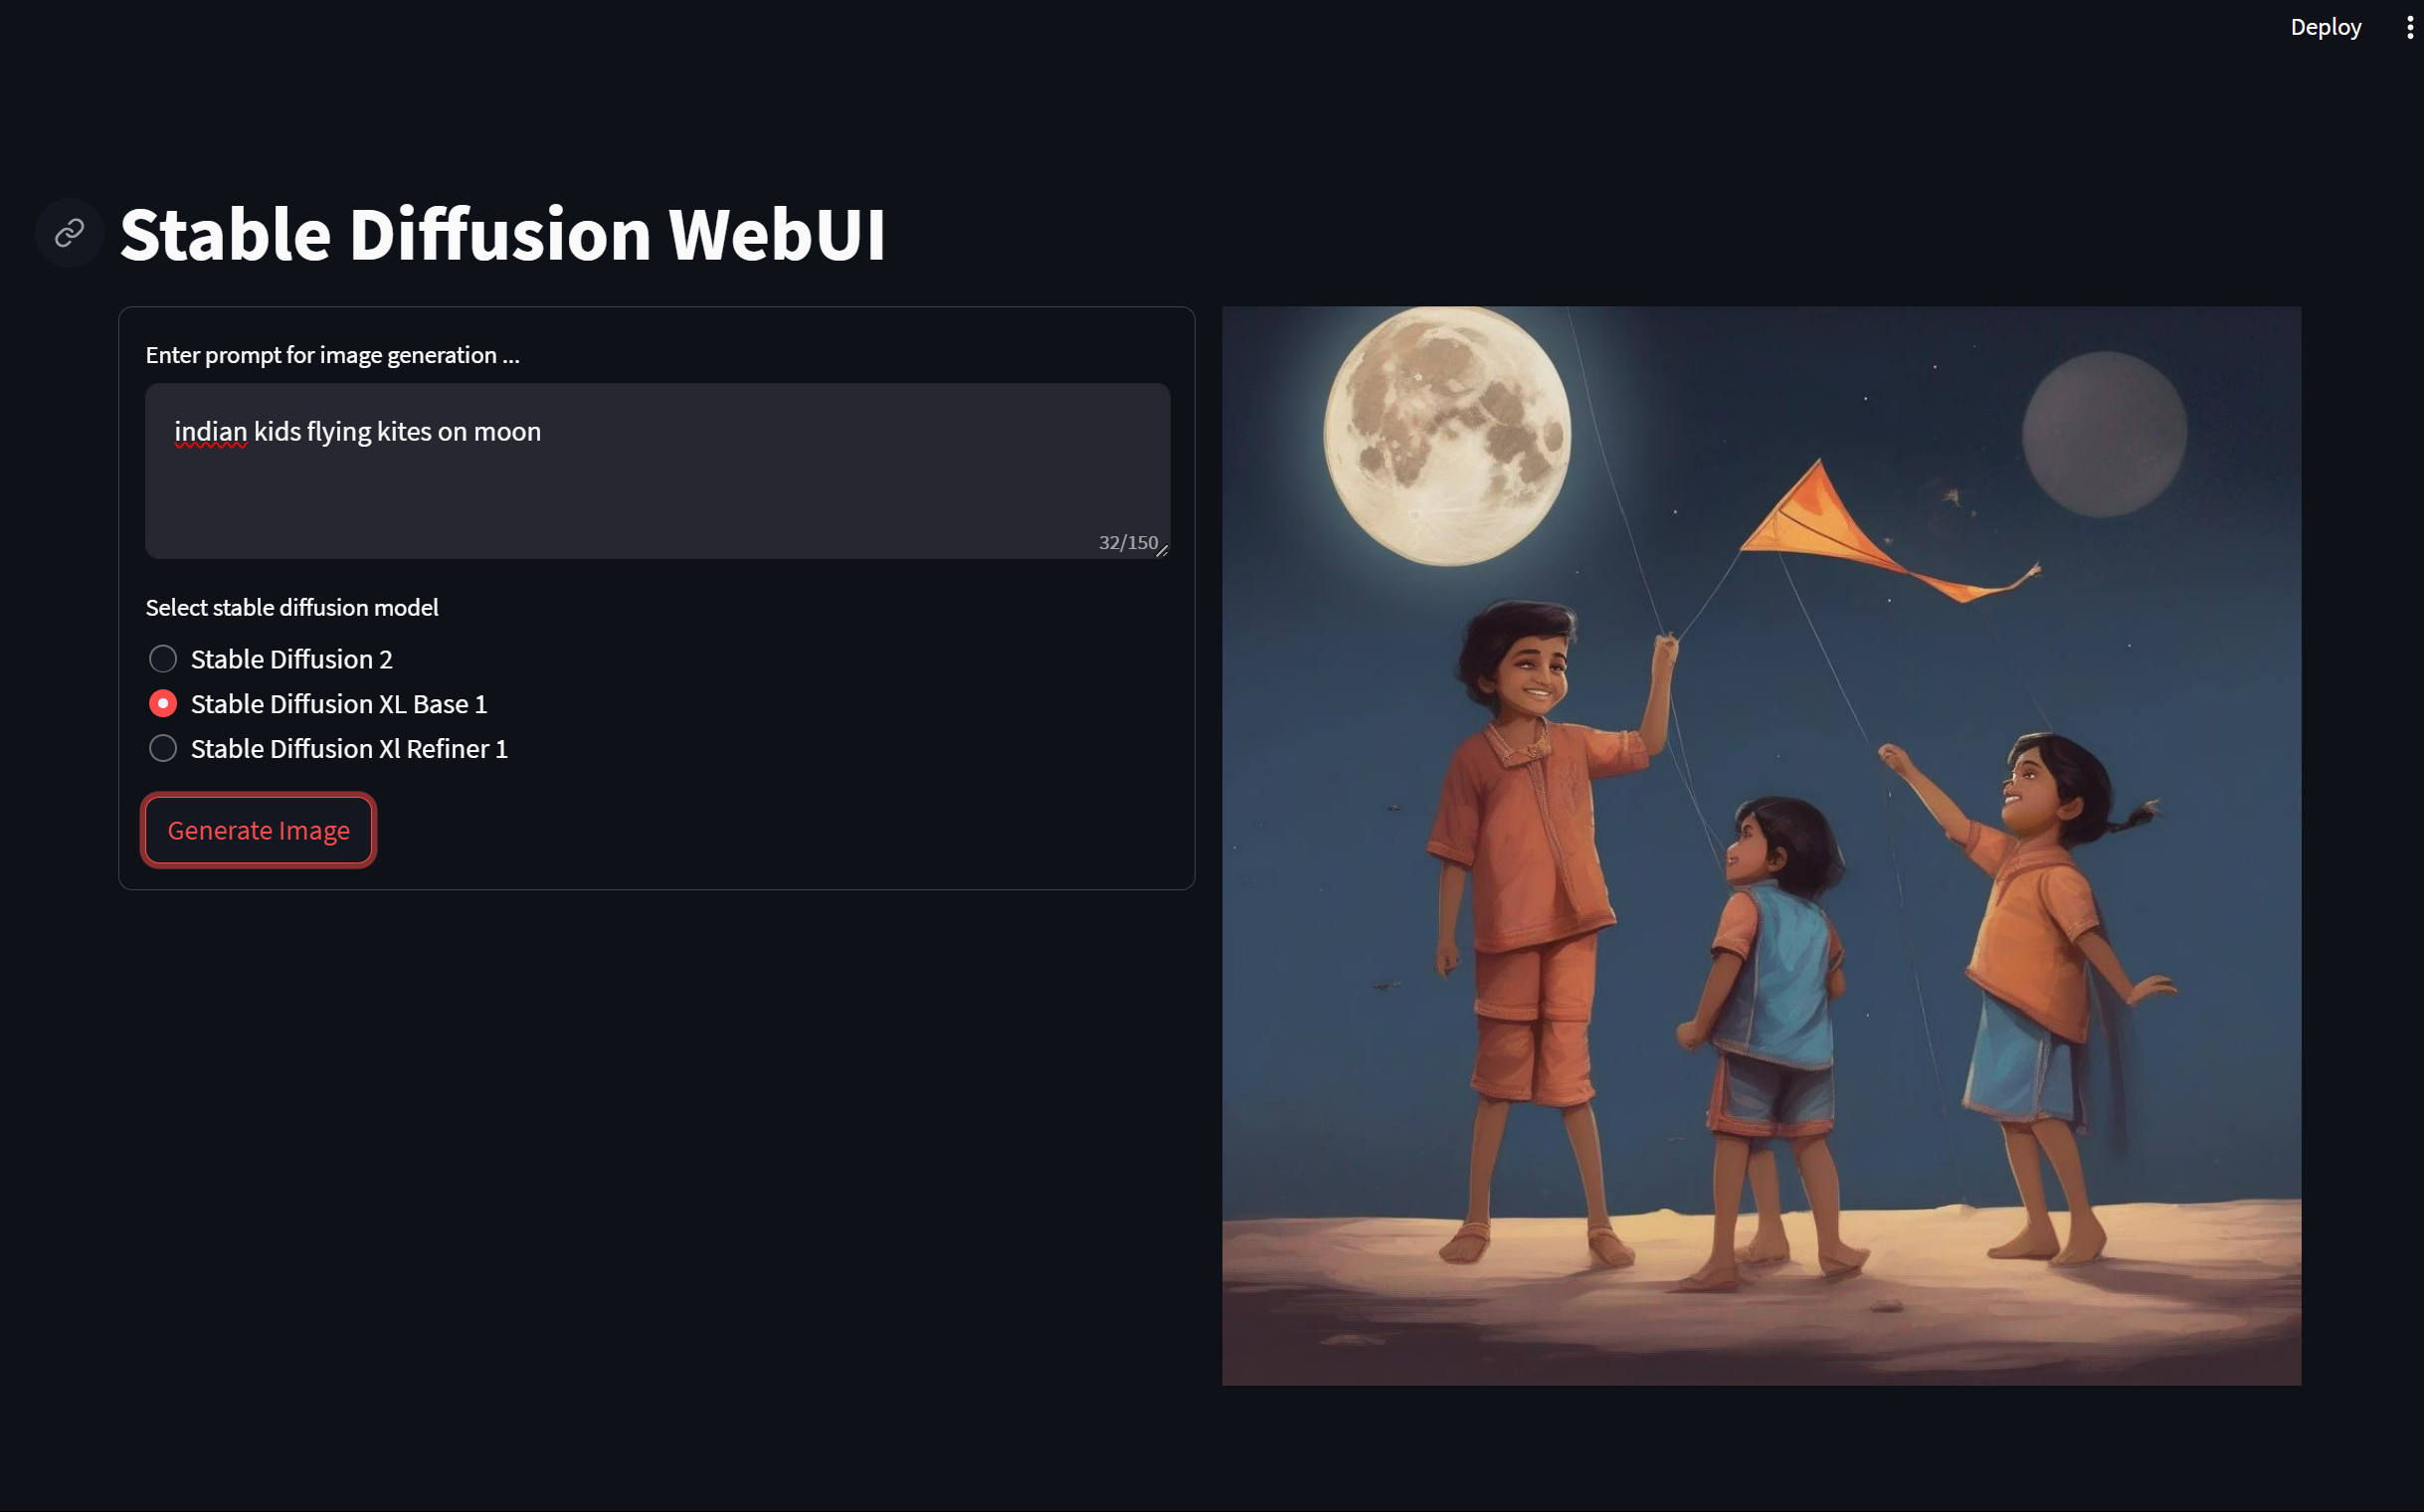 Deploy
Stable Diffusion WebUI
Enter prompt for image generation ...
indian kids flying kites on moon
32/150
Select stable diffusion model
Stable Diffusion 2
Stable Diffusion XL Base 1
Stable Diffusion Xl Refiner 1
Generate Image